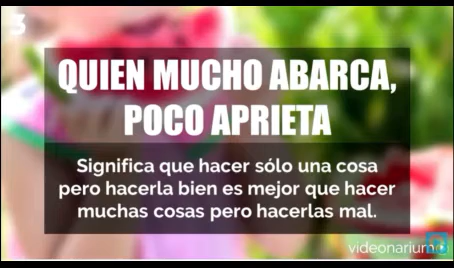 3
QUIEN MUCHO ABARCA,
POCO APRIETA
Significa que hacer sólo una cosa
pero hacerla bien es mejor que hacer
muchas cosas pero hacerlas mal.
videonarium